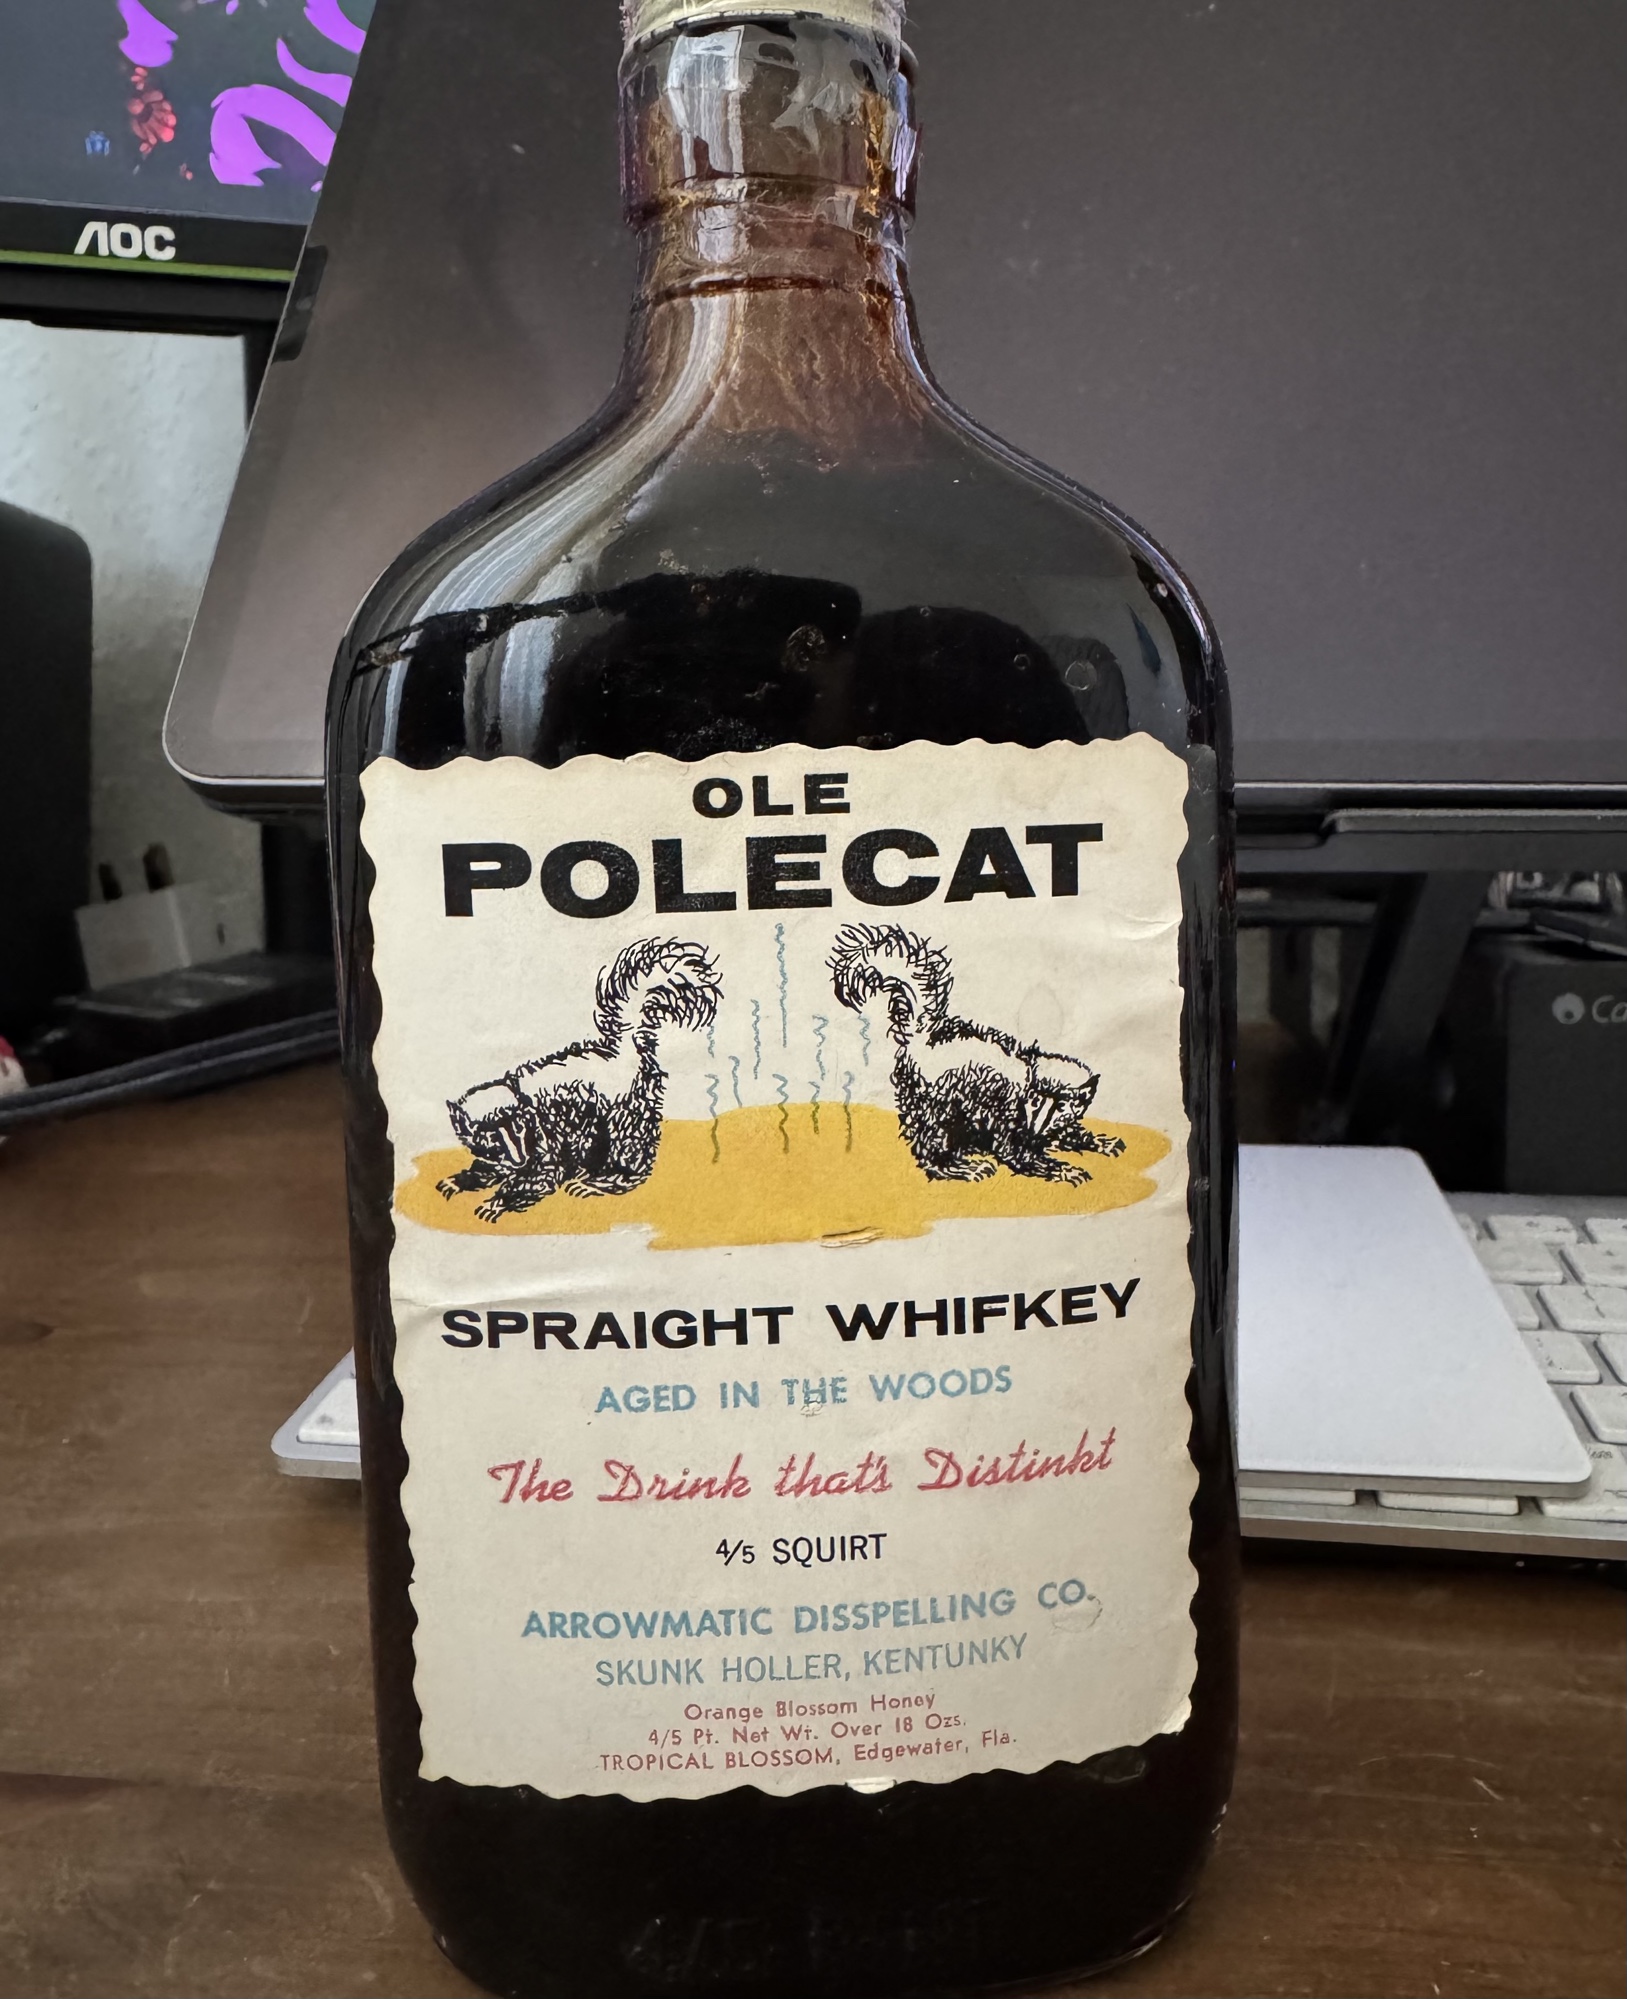 AOC
OLE
POLECAT
SPRAIGHT WHIFKEY
AGED IN THE WOODS
The Drink that's Distinkt
4/5 SQUIRT
ARROWMATIC DISSPELLING CO.
SKUNK HOLLER, KENTUNKY
Orange Blossom Honey
4/5 Pt. Net Wt. Over 18 Ozs.
TROPICAL BLOSSOM, Edgewater, Fla.